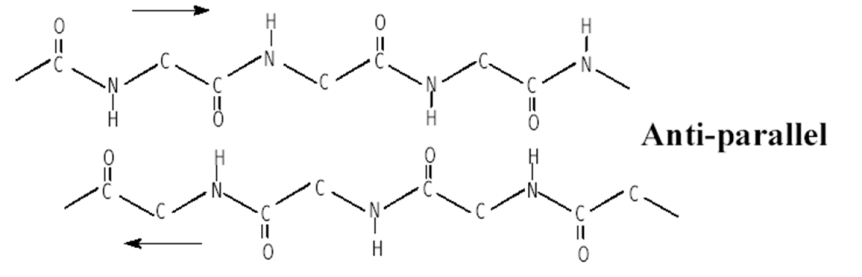 O H O H
C C N C C N
N C C N C
H O H O
Anti-parallel
O H O H
C N C C N C
C C N C C
O H O